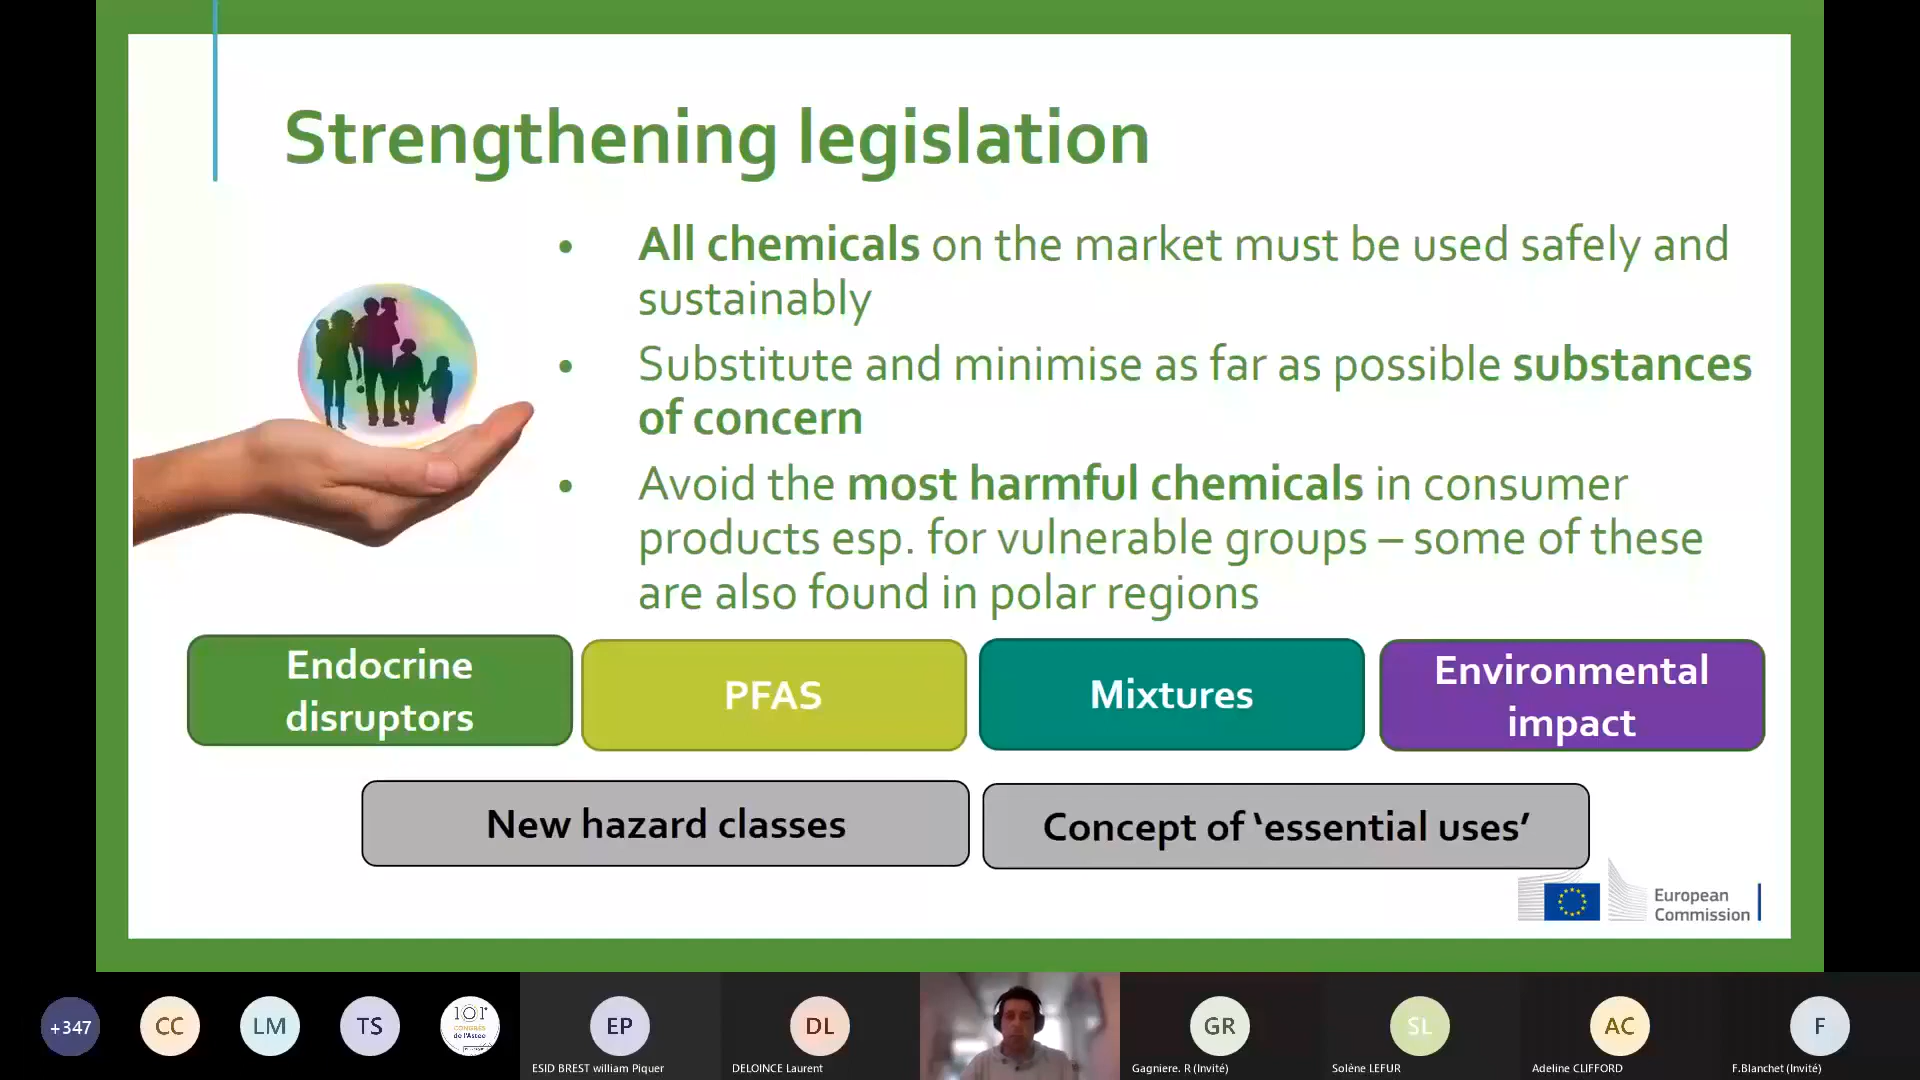 Strengthening legislation
• All chemicals on the market must be used safely and
sustainably
• Substitute and minimise as far as possible substances
of concern
• Avoid the most harmful chemicals in consumer
products esp. for vulnerable groups – some of these
are also found in polar regions
Endocrine
disruptors
PFAS
Mixtures
Environmental
impact
New hazard classes
Concept of ‘essential uses’
European
Commission
+347
CC
LM
TS
101e
CONGRÈS
de l'Astee
EP
DL
GR
SL
AC
F
ESID BREST william Piquer
DELOINCE Laurent
Gagniere. R (Invité)
Solène LEFUR
Adeline CLIFFORD
F.Blanchet (Invité)